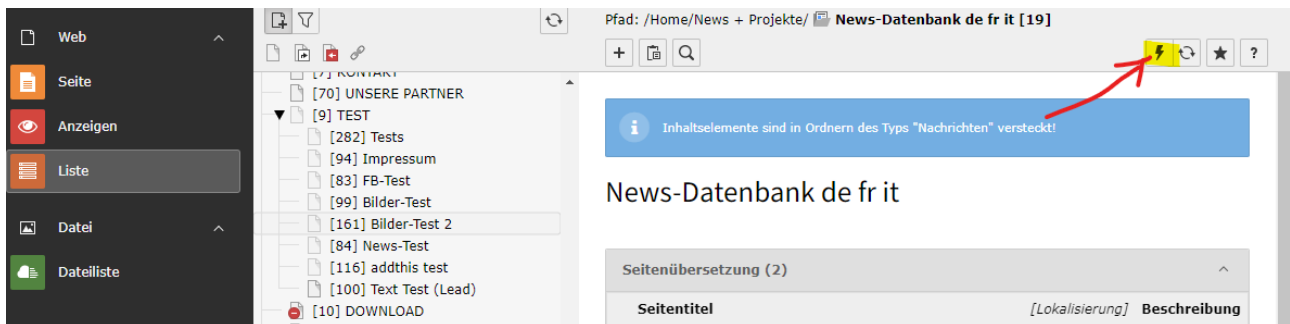 Web
Seite
Anzeigen
Liste
Datei
Dateiliste
[7] KONTAKT
[70] UNSERE PARTNER
[9] TEST
[282] Tests
[94] Impressum
[83] FB-Test
[99] Bilder-Test
[161] Bilder-Test 2
[84] News-Test
[116] addthis test
[100] Text Test (Lead)
[10] DOWNLOAD
Pfad: /Home/News + Projekte/ News-Datenbank de fr it [19]
?
Inhaltselemente sind in Ordnern des Typs "Nachrichten" versteckt!
News-Datenbank de fr it
Seitenübersetzung (2)
Seitentitel [Lokalisierung] Beschreibung